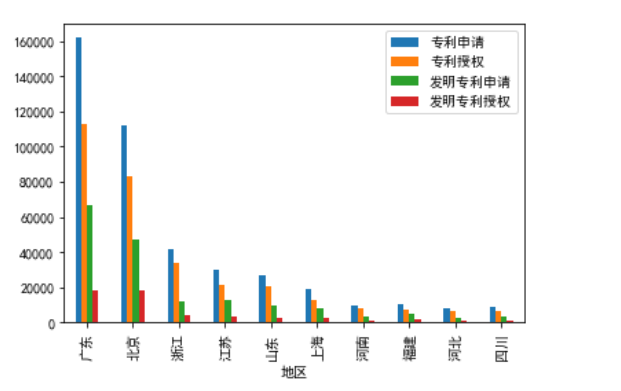 160000
140000
120000
100000
80000
60000
40000
20000
0
专利申请
专利授权
发明专利申请
发明专利授权
广东
北京
浙江
江苏
山东
上海
河南
福建
河北
四川
地区